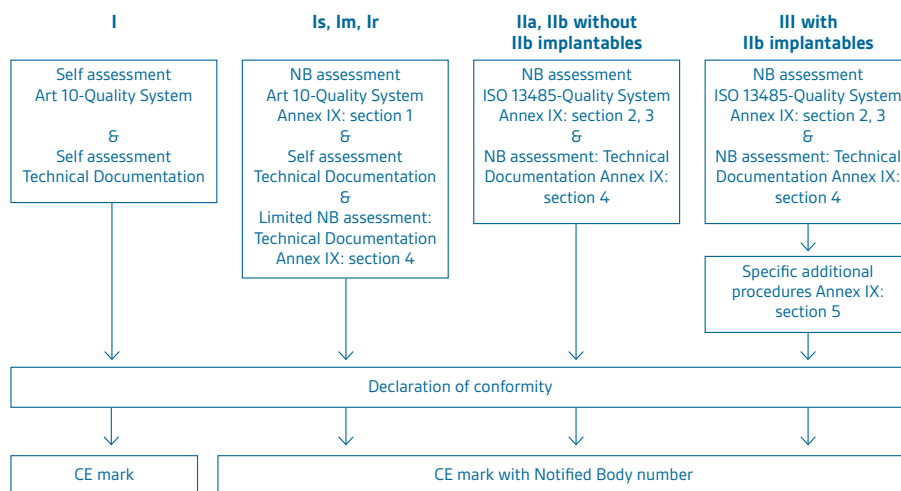 I
Self assessment
Art 10-Quality System
&
Self assessment
Technical Documentation
Is, Im, Ir
NB assessment
Art 10-Quality System
Annex IX: section 1
&
Self assessment
Technical Documentation
&
Limited NB assessment:
Technical Documentation
Annex IX: section 4
IIa, IIb without
IIb implantables
NB assessment
ISO 13485-Quality System
Annex IX: section 2, 3
&
NB assessment: Technical
Documentation Annex IX:
section 4
III with
IIb implantables
NB assessment
ISO 13485-Quality System
Annex IX: section 2, 3
&
NB assessment: Technical
Documentation Annex IX:
section 4
Specific additional
procedures Annex IX:
section 5
Declaration of conformity
CE mark
CE mark with Notified Body number